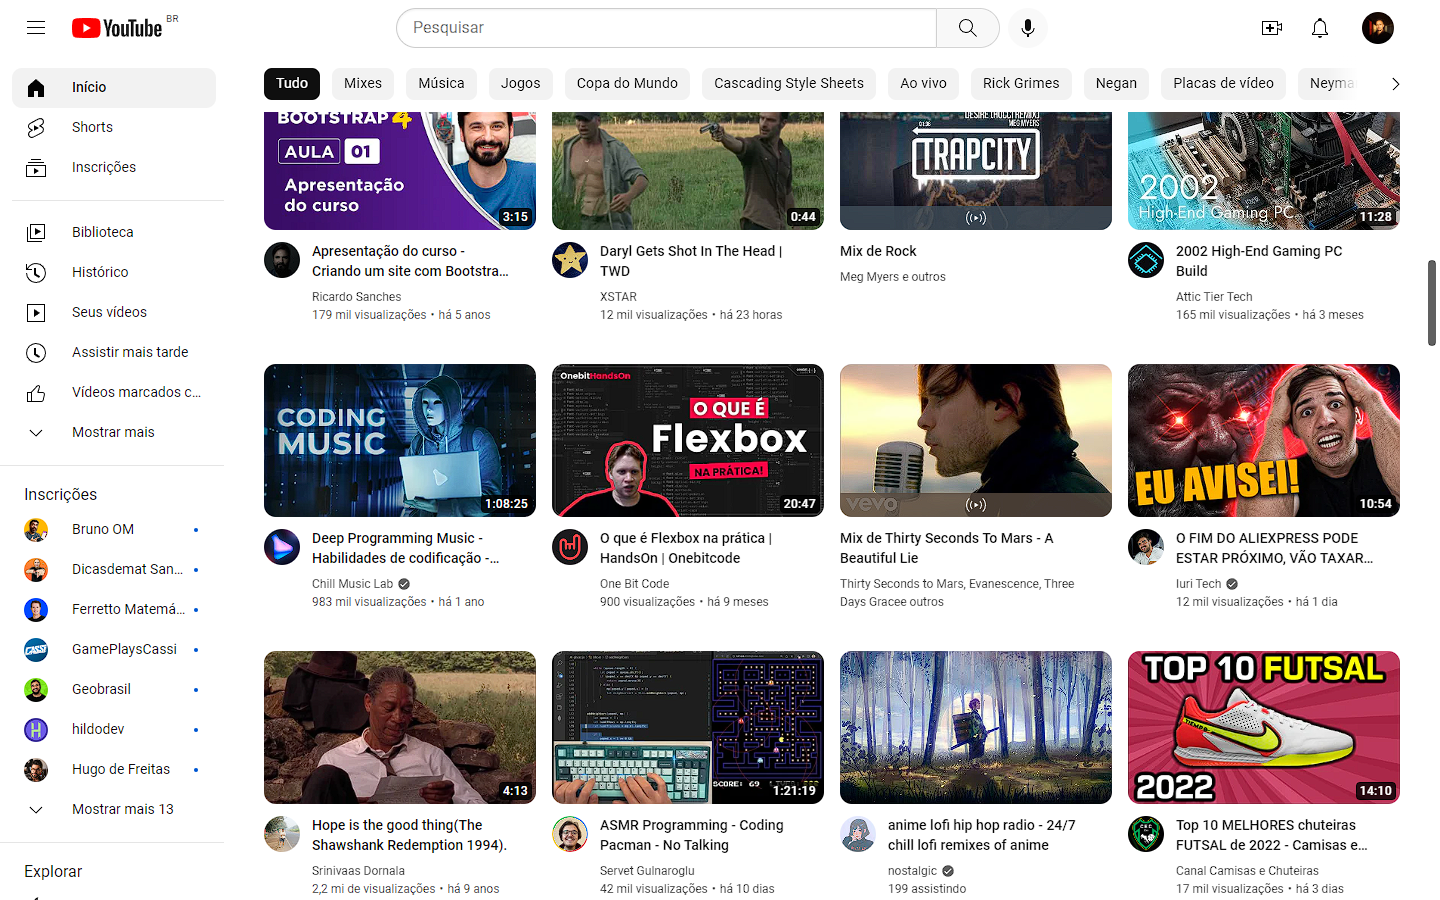 YouTube BR
Pesquisar
Início
Shorts
Inscrições
Biblioteca
Histórico
Seus vídeos
Assistir mais tarde
Vídeos marcados c...
Mostrar mais
Inscrições
Bruno OM
Dicasdemat San...
Ferretto Matemá...
CASSI
GamePlaysCassi
Geobrasil
H
hildodev
Hugo de Freitas
Mostrar mais 13
Explorar
Tudo
Mixes
Música
Jogos
Copa do Mundo
Cascading Style Sheets
Ao vivo
Rick Grimes
Negan
Placas de vídeo
Neyma
BOOTSTRAP 4
AULA 01
Apresentação
do curso
3:15
Apresentação do curso -
Criando um site com Bootstra...
Ricardo Sanches
179 mil visualizações • há 5 anos
0:44
Daryl Gets Shot In The Head |
TWD
XSTAR
12 mil visualizações • há 23 horas
DESIRE (HUCCI REMIX)
MEG MYERS
01:36
TRAPCITY
Mix de Rock
Meg Myers e outros
2002
High-End Gaming PC
11:28
2002 High-End Gaming PC
Build
Attic Tier Tech
165 mil visualizações • há 3 meses
CODING
MUSIC
1:08:25
Deep Programming Music -
Habilidades de codificação -...
Chill Music Lab
983 mil visualizações • há 1 ano
OnebitHandsOn
O QUE É
Flexbox
NA PRÁTICA!
20:47
O que é Flexbox na prática |
HandsOn | Onebitcode
One Bit Code
900 visualizações • há 9 meses
vevo
Mix de Thirty Seconds To Mars - A
Beautiful Lie
Thirty Seconds to Mars, Evanescence, Three
Days Gracee outros
EU AVISEI!
10:54
O FIM DO ALIEXPRESS PODE
ESTAR PRÓXIMO, VÃO TAXAR...
Iuri Tech
12 mil visualizações • há 1 dia
4:13
Hope is the good thing(The
Shawshank Redemption 1994).
Srinivaas Dornala
2,2 mi de visualizações • há 9 anos
SCORE: 69
1:21:19
ASMR Programming - Coding
Pacman - No Talking
Servet Gulnaroglu
42 mil visualizações • há 10 dias
anime lofi hip hop radio - 24/7
chill lofi remixes of anime
nostalgic
199 assistindo
TOP 10 FUTSAL
TIEMPO
2022
14:10
Top 10 MELHORES chuteiras
FUTSAL de 2022 - Camisas e...
Canal Camisas e Chuteiras
17 mil visualizações • há 3 dias